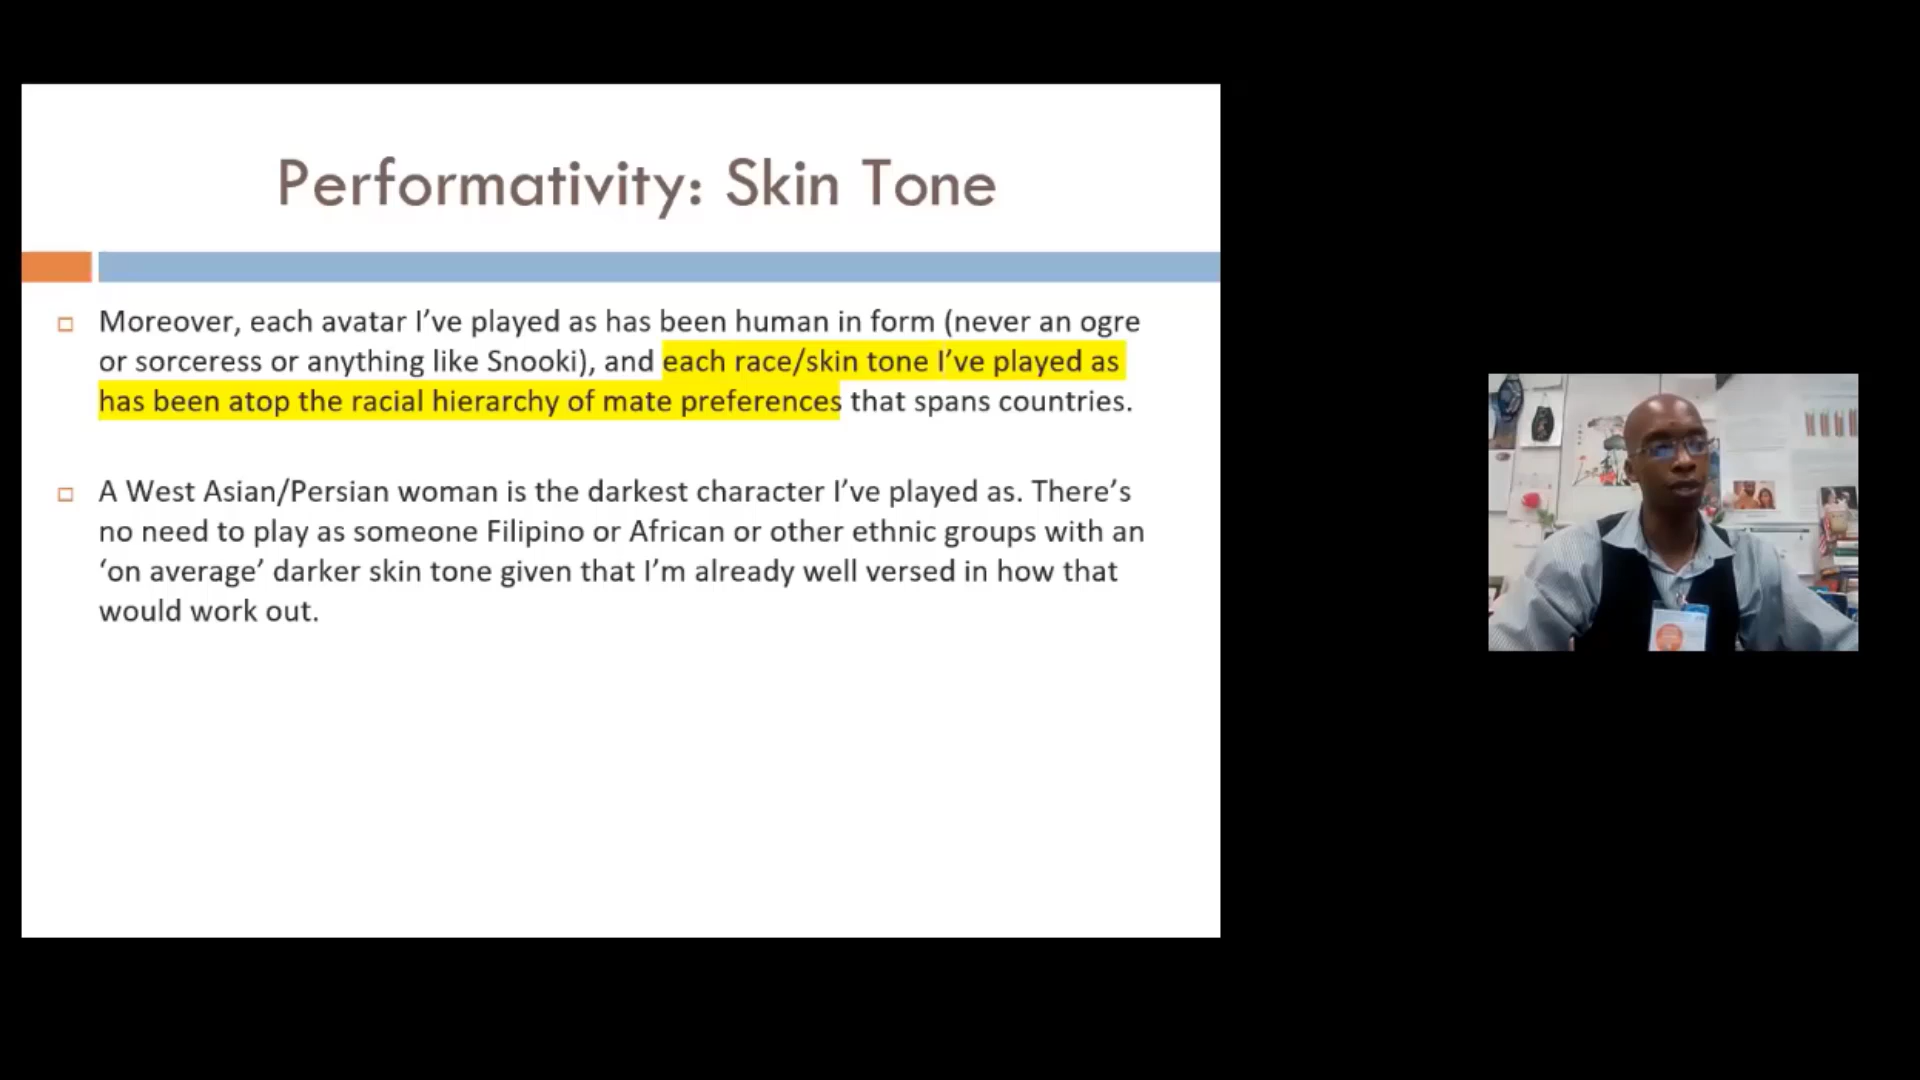 Performativity: Skin Tone
Moreover, each avatar I’ve played as has been human in form (never an ogre
or sorceress or anything like Snooki), and each race/skin tone I’ve played as
has been atop the racial hierarchy of mate preferences that spans countries.
A West Asian/Persian woman is the darkest character I’ve played as. There’s
no need to play as someone Filipino or African or other ethnic groups with an
‘on average’ darker skin tone given that I’m already well versed in how that
would work out.